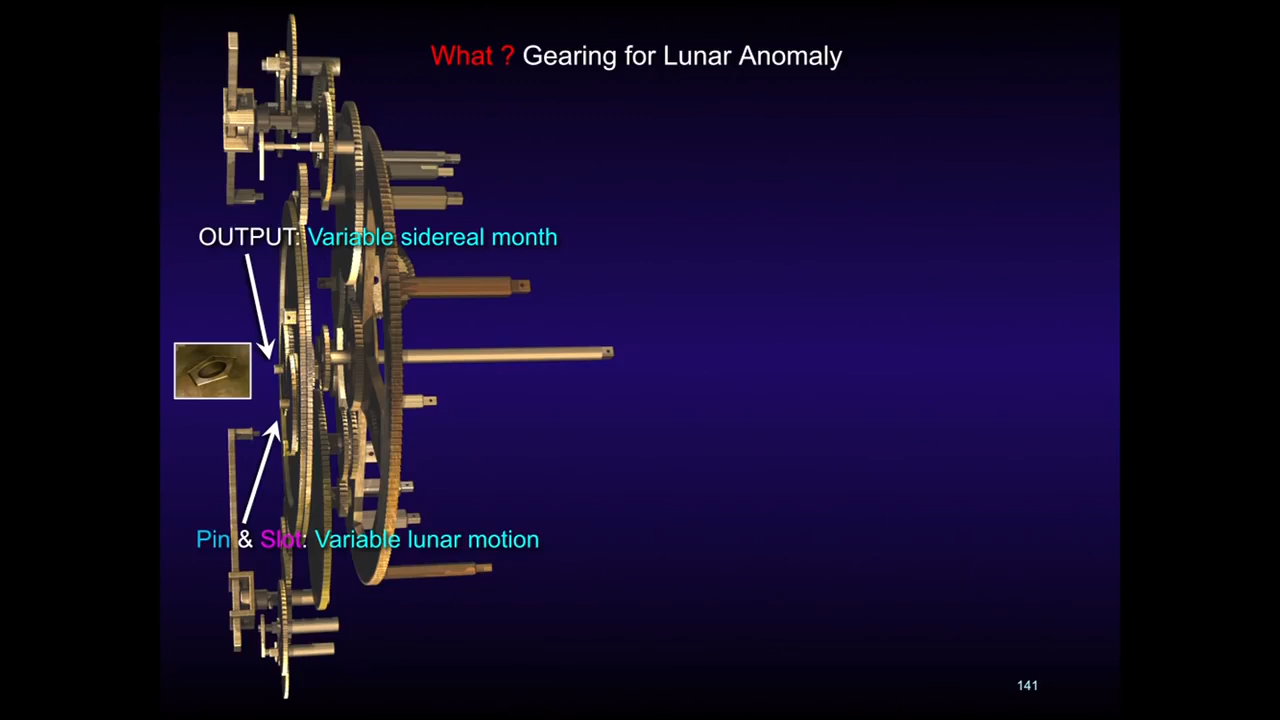 What ? Gearing for Lunar Anomaly
OUTPUT: Variable sidereal month
Pin & Slot: Variable lunar motion
141